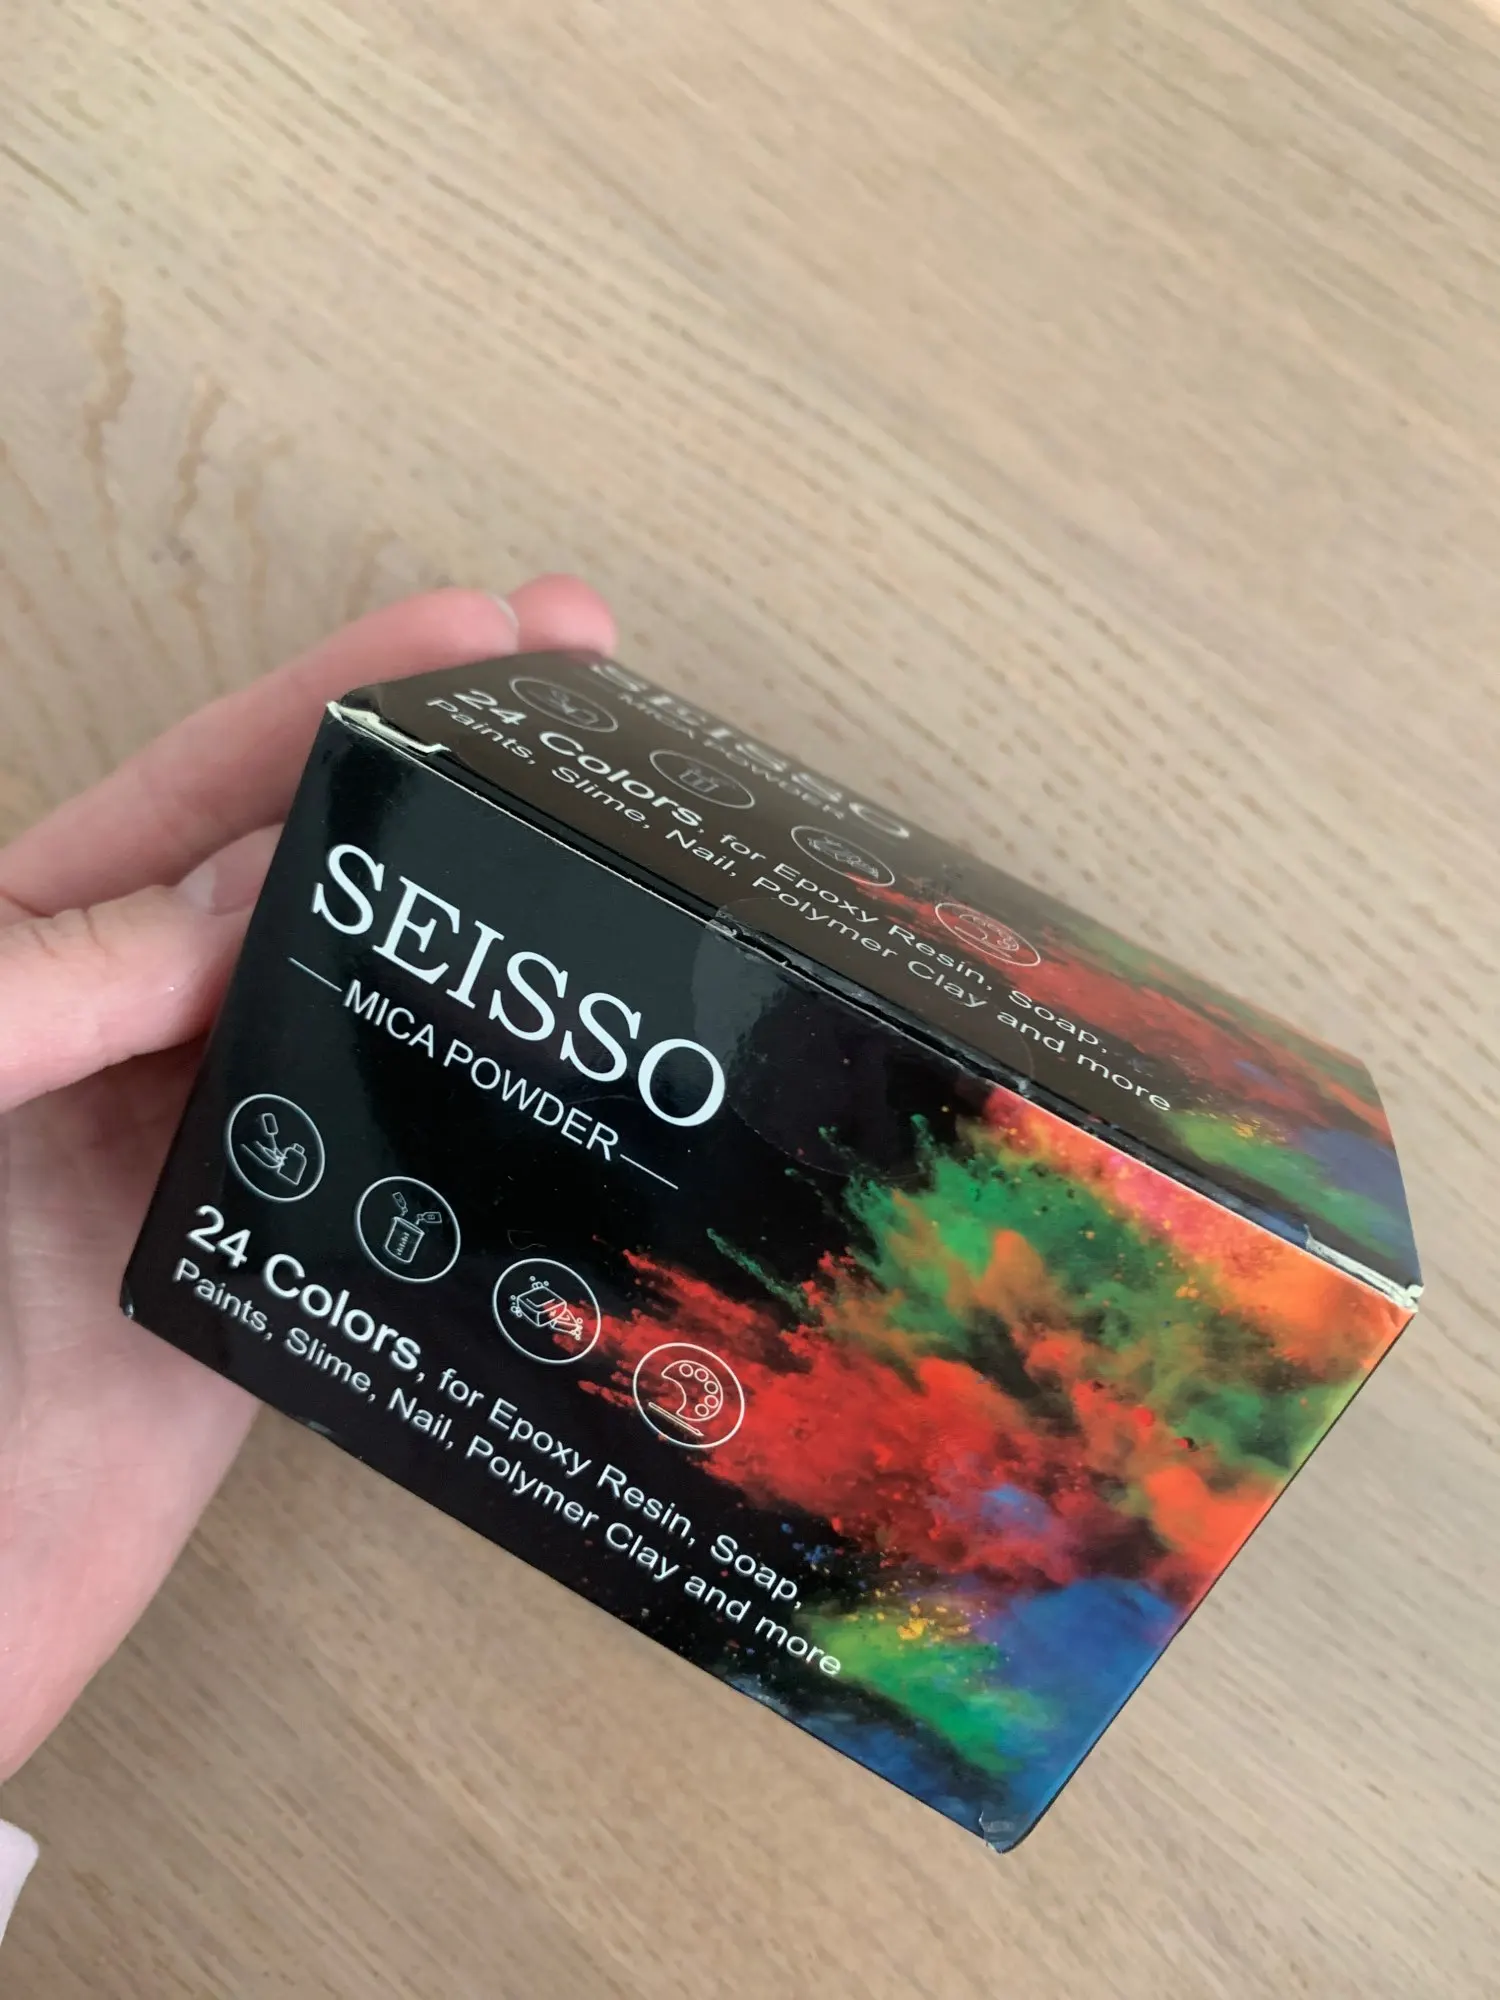 SEISSO
MICA POWDER
24 Colors, for Epoxy Resin, Soap,
Paints, Slime, Nail, Polymer Clay and more
SEISSO
MICA POWDER
24 Colors, for Epoxy Resin, Soap,
Paints, Slime, Nail, Polymer Clay and more